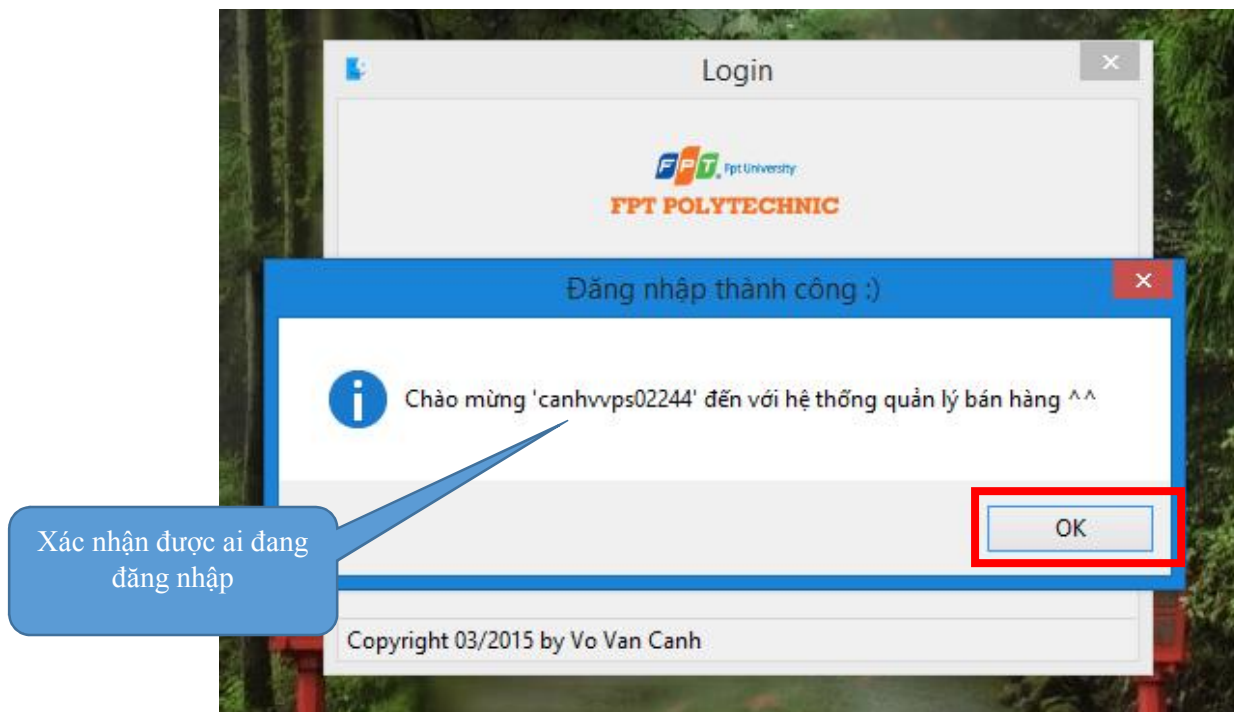 Login
FPT Fpt University
FPT POLYTECHNIC
Đăng nhập thành công :)
Chào mừng 'canhvvps02244' đến với hệ thống quản lý bán hàng ^^
OK
Xác nhận được ai đang
đăng nhập
Copyright 03/2015 by Vo Van Canh